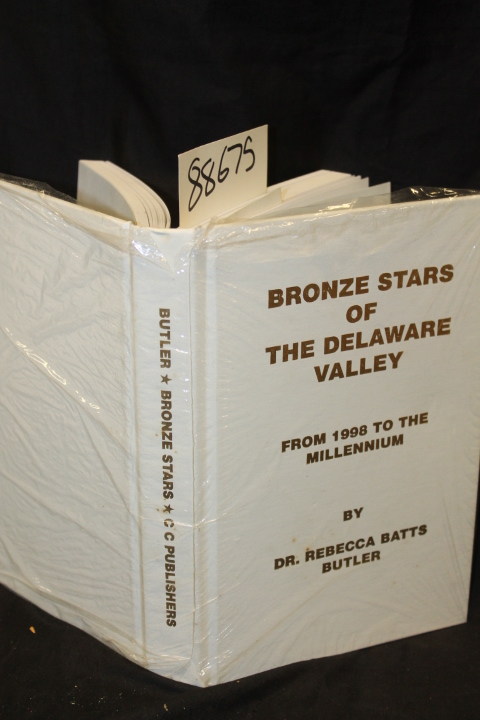 88675
BRONZE STARS
OF
THE DELAWARE
VALLEY
FROM 1998 TO THE
MILLENNIUM
BY
DR. REBECCA BATTS
BUTLER
BUTLER ★ BRONZE STARS ★ C C PUBLISHERS